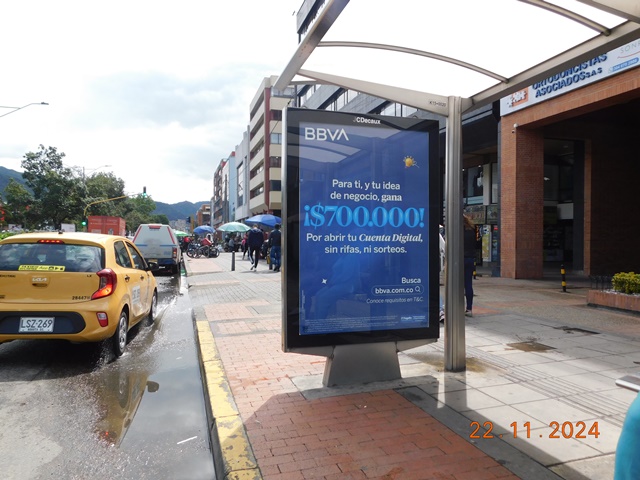 JCDecaux
BBVA
Para ti, y tu idea
de negocio, gana
¡$700.000!
Por abrir tu Cuenta Digital,
sin rifas, ni sorteos.
Busca
bbva.com.co
Conoce requisitos en T&C.
ORTODONCISTAS
ASOCIADOS S.A.S
LSZ·269
22 11 2024